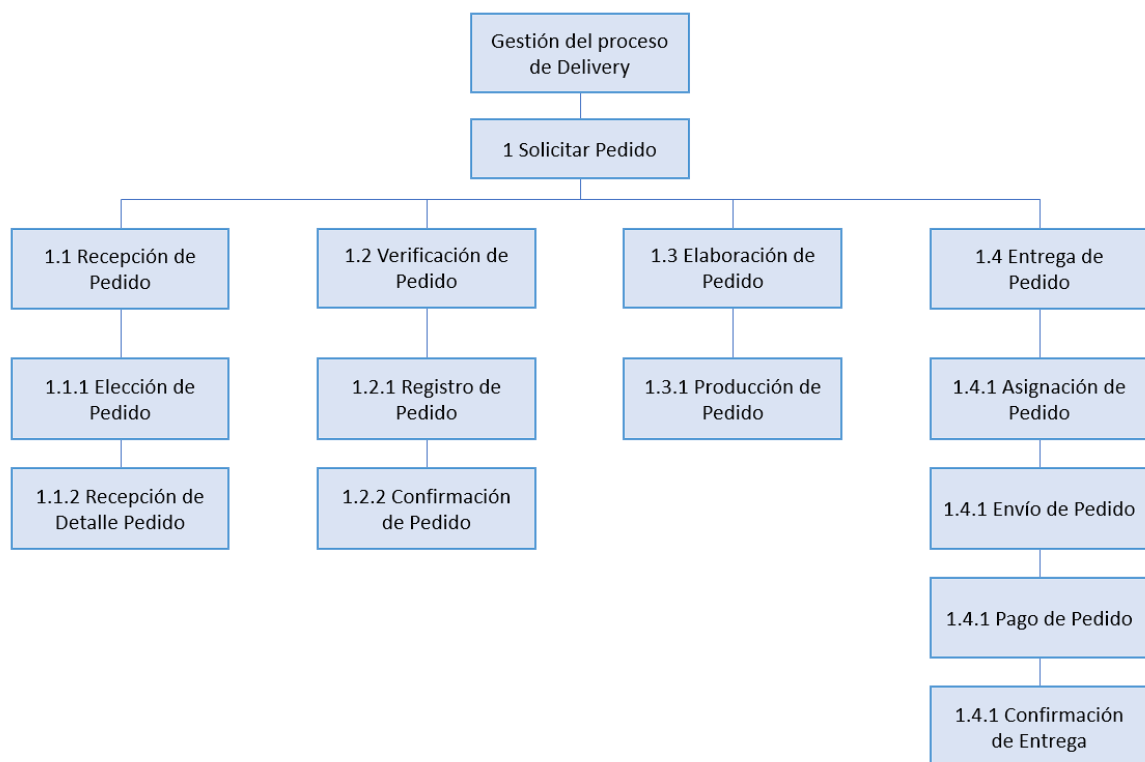 Gestión del proceso
de Delivery
1 Solicitar Pedido
1.1 Recepción de
Pedido
1.2 Verificación de
Pedido
1.3 Elaboración de
Pedido
1.4 Entrega de
Pedido
1.1.1 Elección de
Pedido
1.2.1 Registro de
Pedido
1.3.1 Producción de
Pedido
1.4.1 Asignación de
Pedido
1.1.2 Recepción de
Detalle Pedido
1.2.2 Confirmación
de Pedido
1.4.1 Envío de Pedido
1.4.1 Pago de Pedido
1.4.1 Confirmación
de Entrega